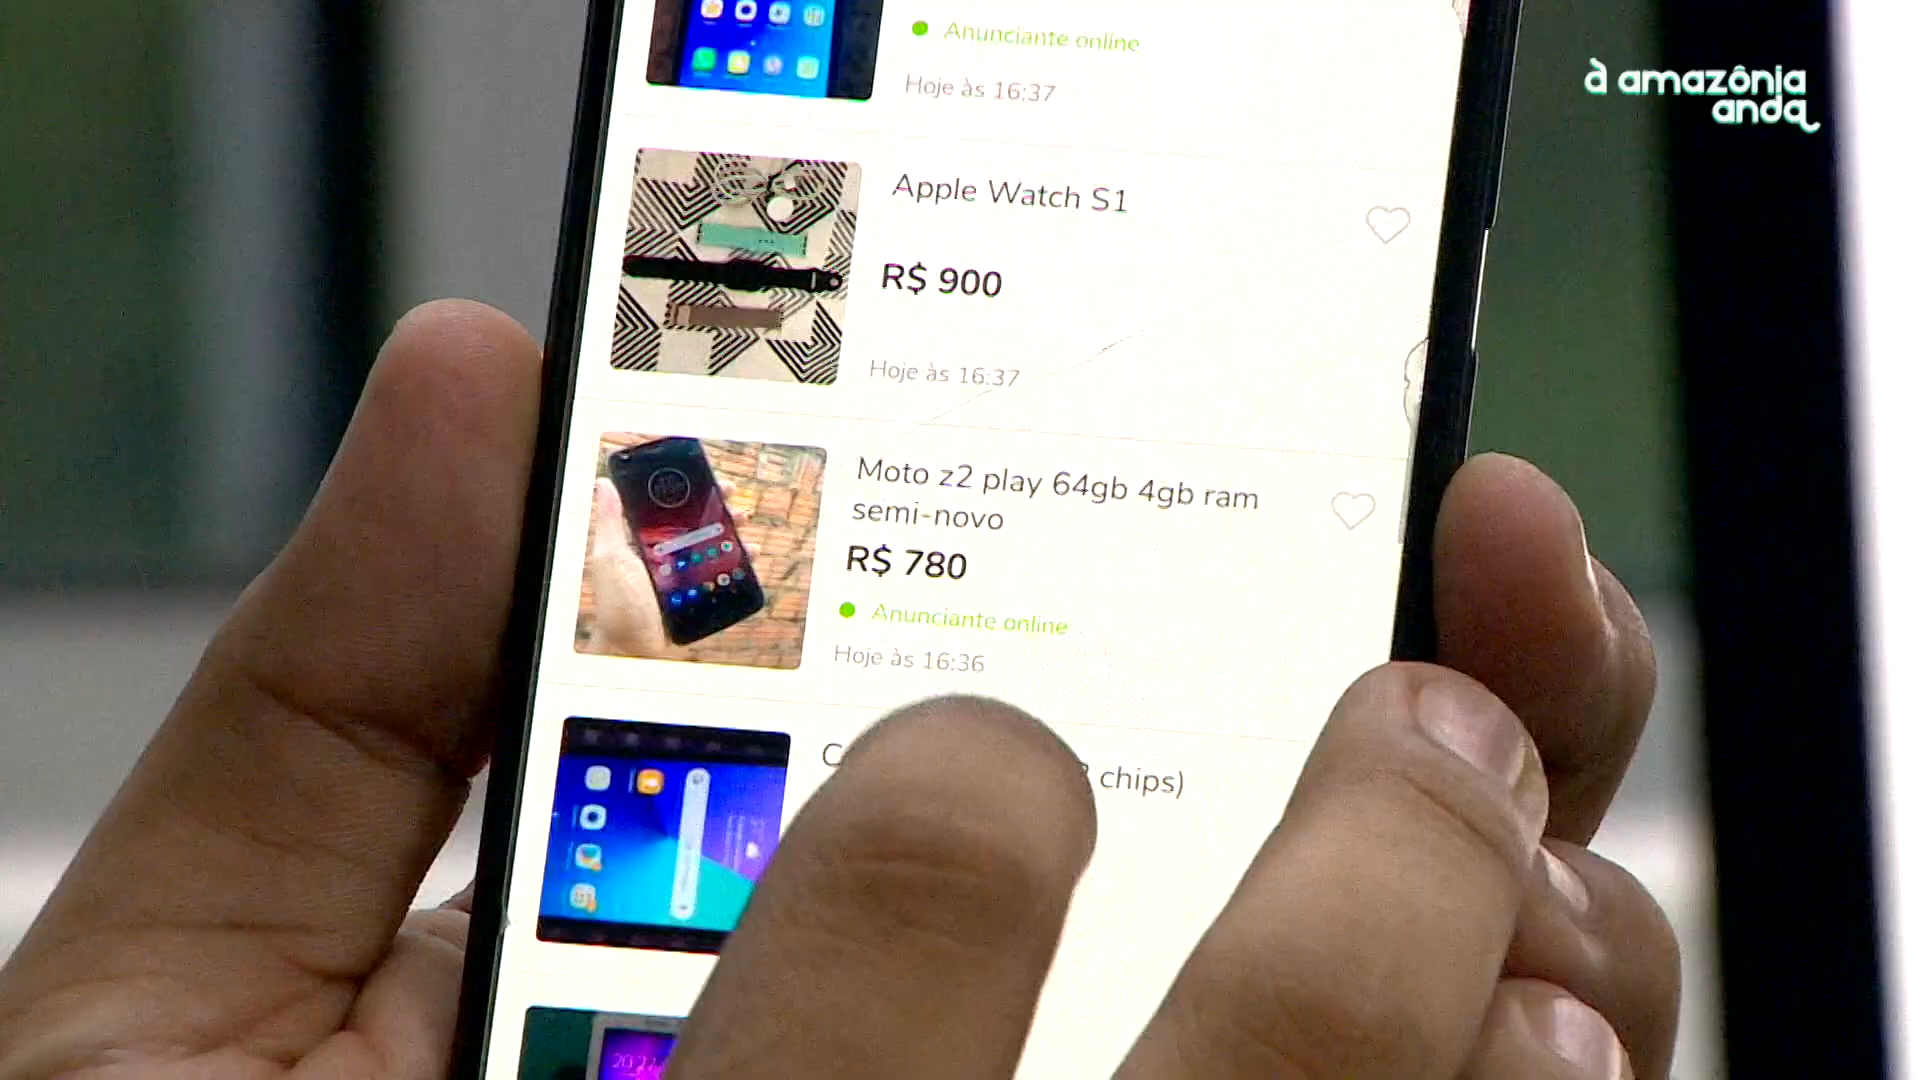 Anunciante online
Hoje às 16:37
à amazônia
anda
Apple Watch S1
R$ 900
Hoje às 16:37
Moto z2 play 64gb 4gb ram
semi-novo
R$ 780
Anunciante online
Hoje às 16:36
chips)